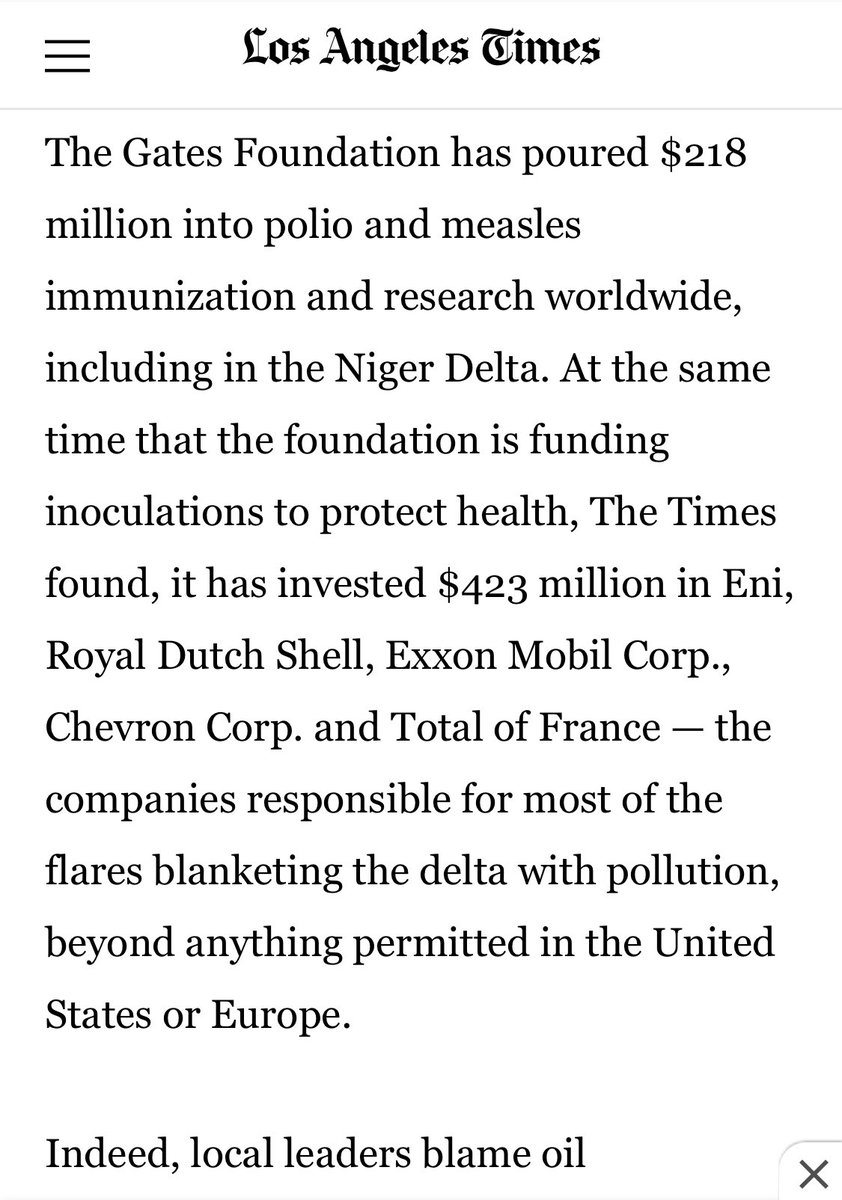 Los Angeles Times
The Gates Foundation has poured $218
million into polio and measles
immunization and research worldwide,
including in the Niger Delta. At the same
time that the foundation is funding
inoculations to protect health, The Times
found, it has invested $423 million in Eni,
Royal Dutch Shell, Exxon Mobil Corp.,
Chevron Corp. and Total of France — the
companies responsible for most of the
flares blanketing the delta with pollution,
beyond anything permitted in the United
States or Europe.
Indeed, local leaders blame oil